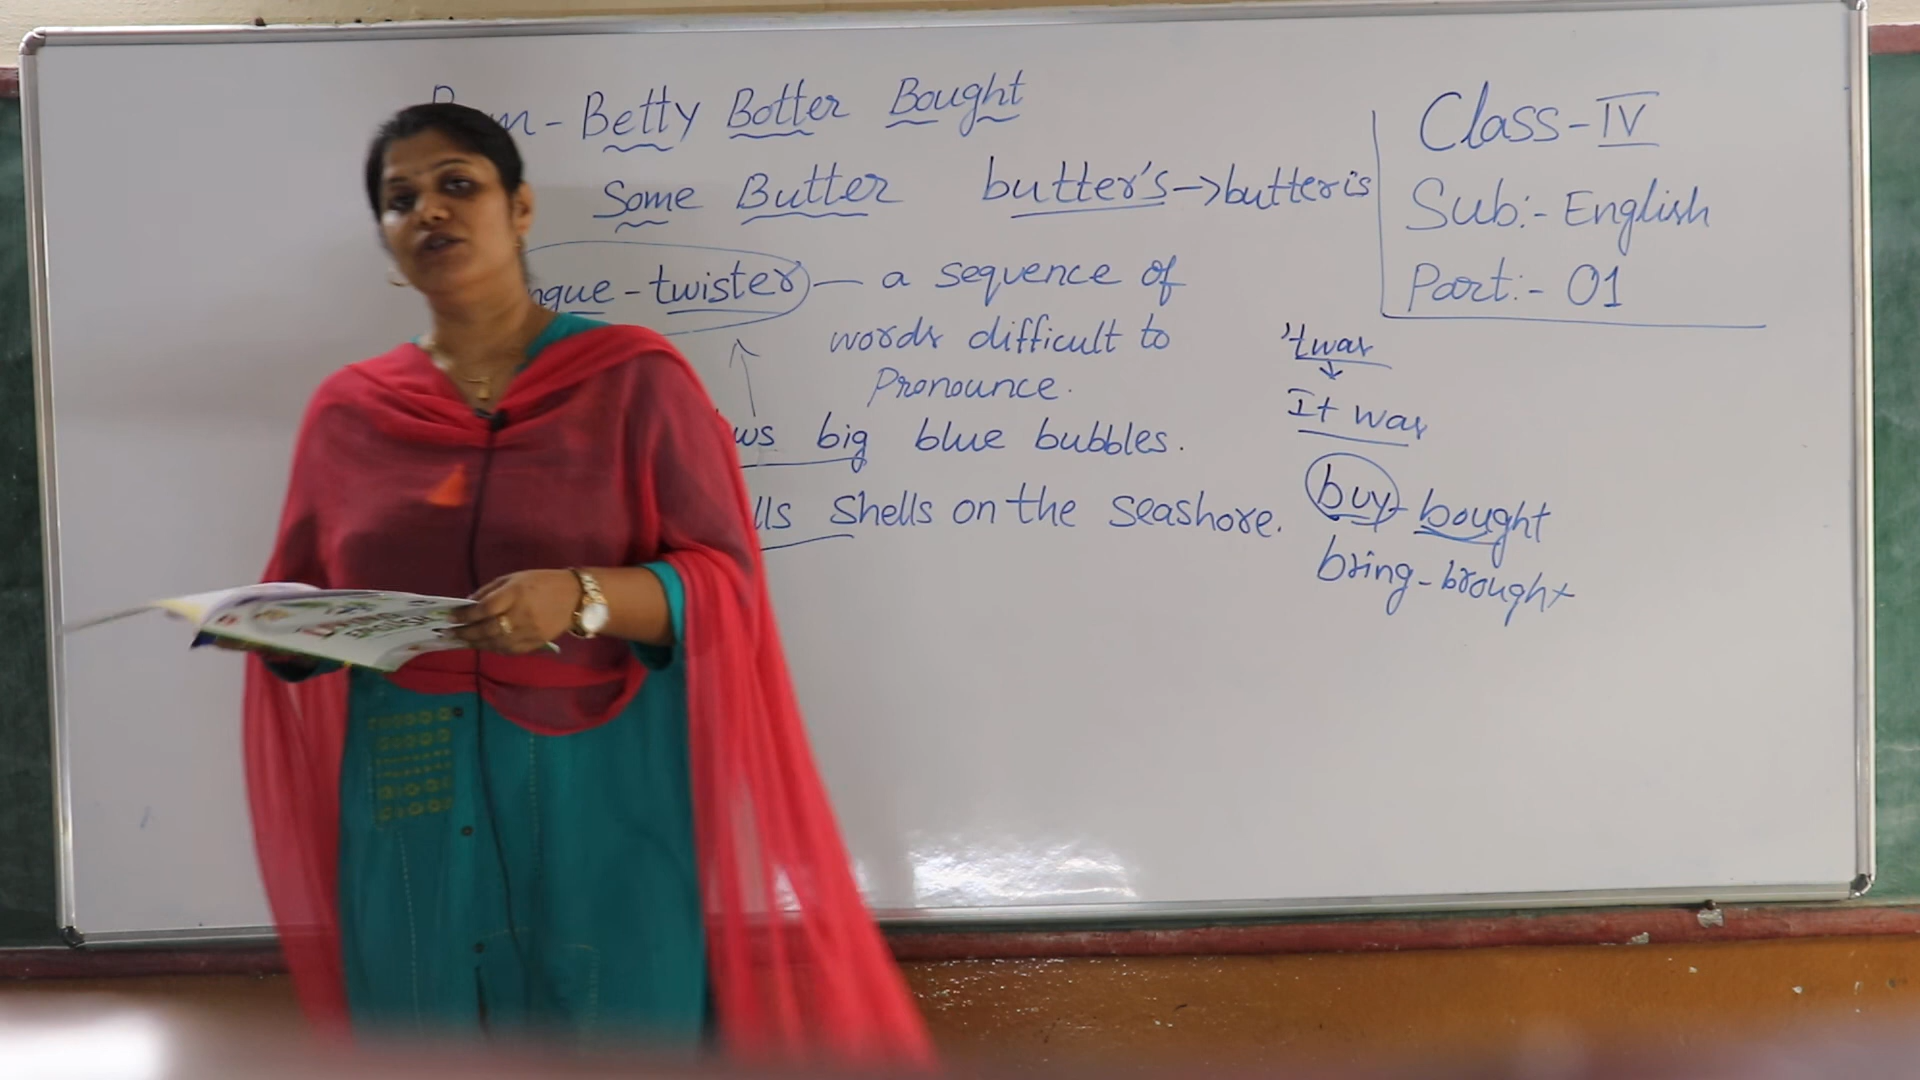 - Betty Botter Bought
Some Butter butter's → butter is
- twister — a sequence of
words difficult to
Pronounce.
big blue bubbles.
Shells on the seashore.
Class - IV
Sub:- English
Part:- 01
'twas
It was
buy - bought
bring - brought
ENGLISH